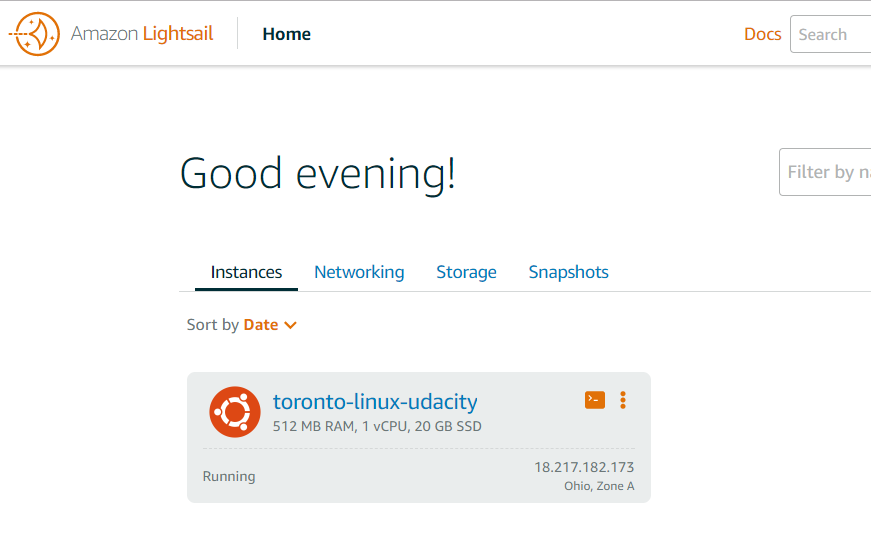 Amazon Lightsail Home Docs Search
Good evening!
Filter by na
Instances Networking Storage Snapshots
Sort by Date
toronto-linux-udacity
512 MB RAM, 1 vCPU, 20 GB SSD
Running
18.217.182.173
Ohio, Zone A